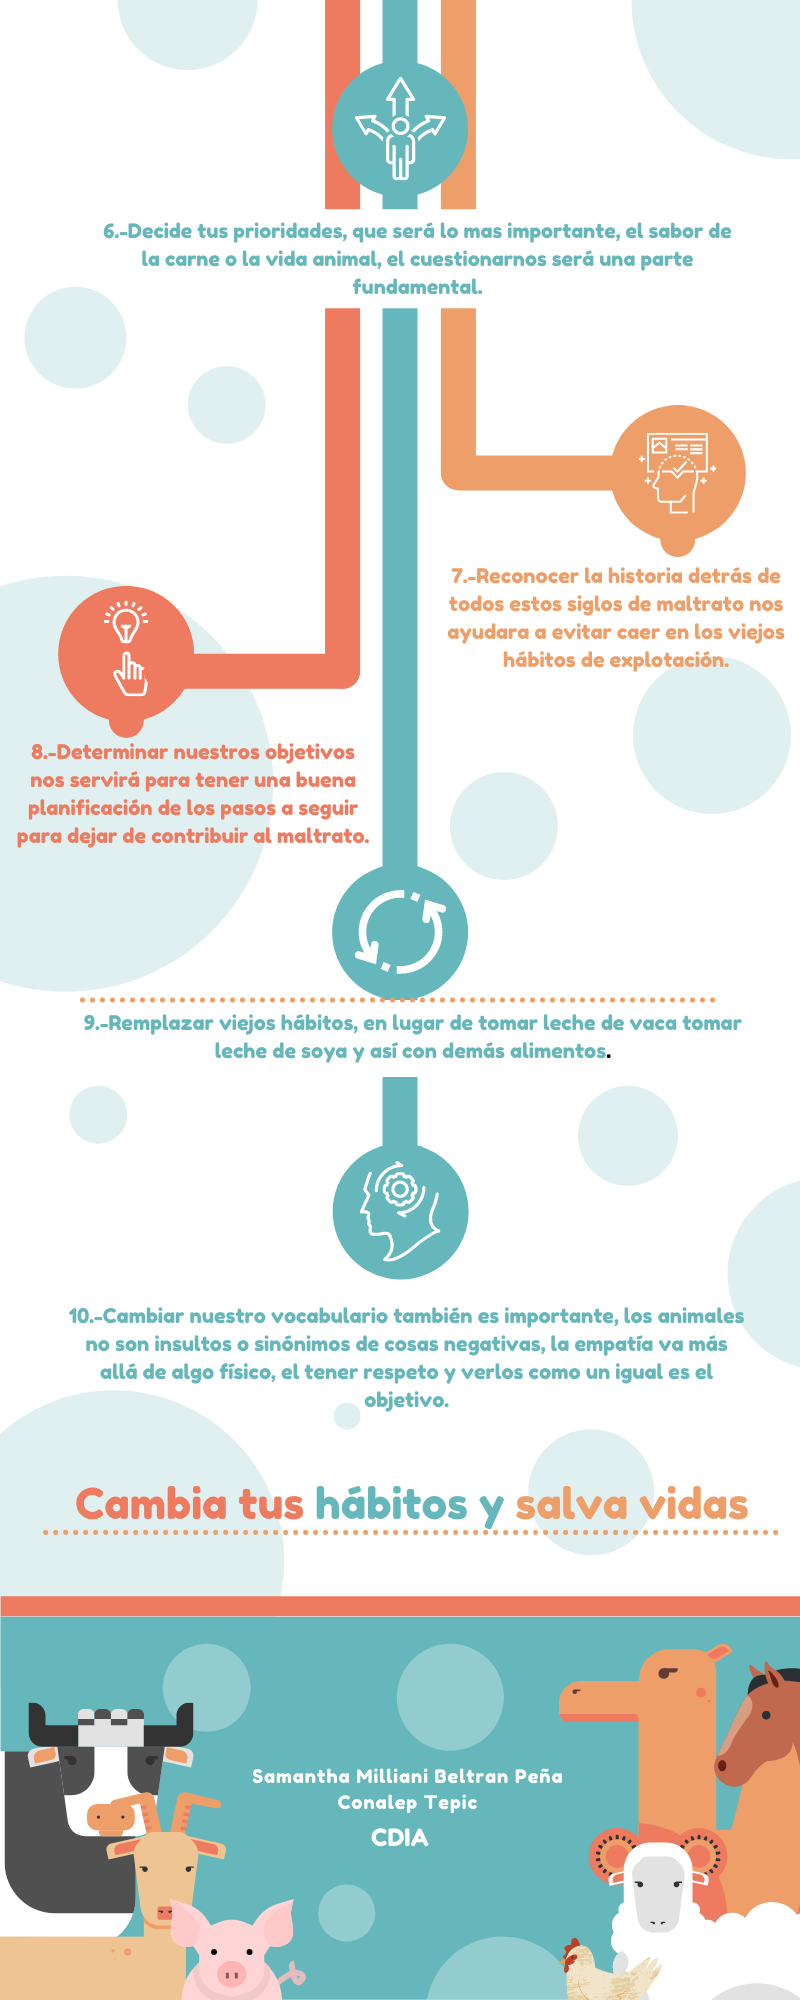 6.-Decide tus prioridades, que será lo mas importante, el sabor de
la carne o la vida animal, el cuestionarnos será una parte
fundamental.
7.-Reconocer la historia detrás de
todos estos siglos de maltrato nos
ayudara a evitar caer en los viejos
hábitos de explotación.
8.-Determinar nuestros objetivos
nos servirá para tener una buena
planificación de los pasos a seguir
para dejar de contribuir al maltrato.
9.-Remplazar viejos hábitos, en lugar de tomar leche de vaca tomar
leche de soya y así con demás alimentos.
10.-Cambiar nuestro vocabulario también es importante, los animales
no son insultos o sinónimos de cosas negativas, la empatía va más
allá de algo físico, el tener respeto y verlos como un igual es el
objetivo.
Cambia tus hábitos y salva vidas
Samantha Milliani Beltran Peña
Conalep Tepic
CDIA